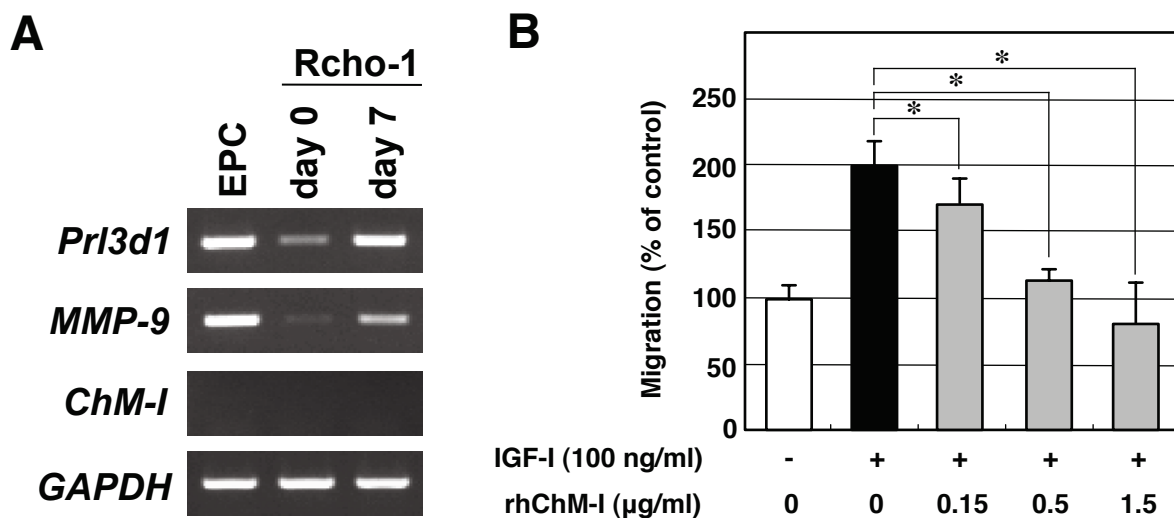 A
Rcho-1
EPC
day 0
day 7
Prl3d1
MMP-9
ChM-I
GAPDH
B
Migration (% of control)
250
200
150
100
50
0
*
*
*
IGF-I (100 ng/ml) - + + + +
rhChM-I (µg/ml) 0 0 0.15 0.5 1.5